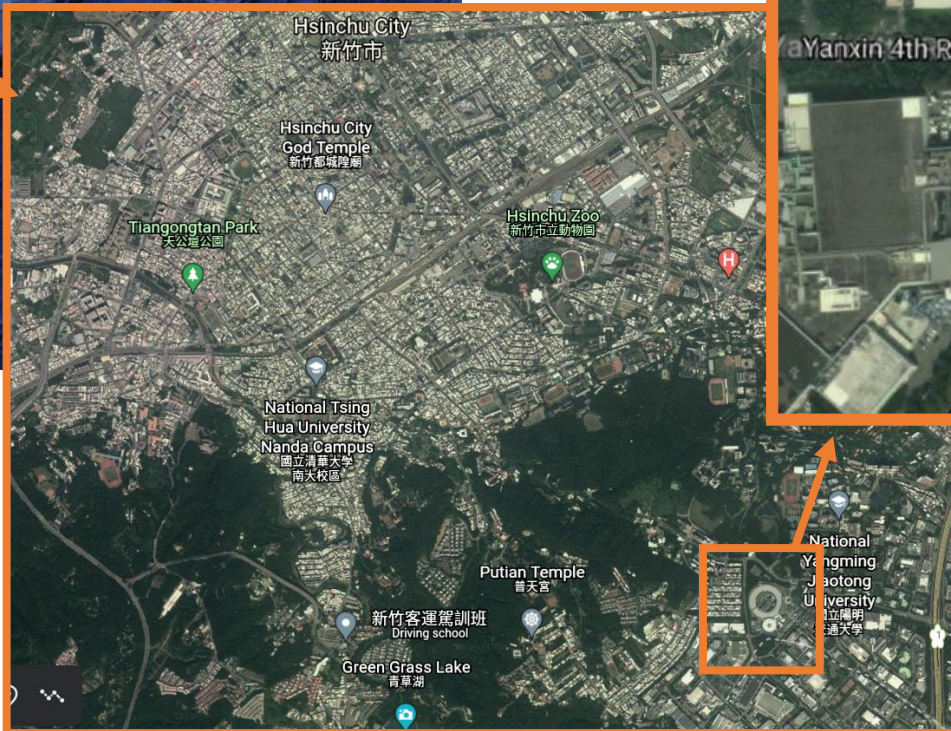 Hsinchu City
新竹市
Yanxin 4th R
Hsinchu City
God Temple
新竹都城隍廟
Tiangongtan Park
天公壇公園
Hsinchu Zoo
新竹市立動物園
H
National Tsing
Hua University
Nanda Campus
國立清華大學
南大校區
National
Yangming
Jiaotong
University
國立陽明
交通大學
Putian Temple
普天宮
新竹客運駕訓班
Driving school
Green Grass Lake
青草湖